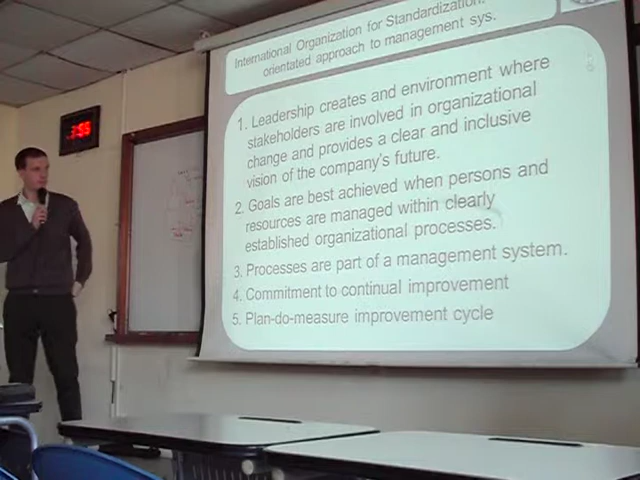 International Organization for Standardization:
orientated approach to management sys.
1. Leadership creates and environment where
stakeholders are involved in organizational
change and provides a clear and inclusive
vision of the company's future.
2. Goals are best achieved when persons and
resources are managed within clearly
established organizational processes.
3. Processes are part of a management system.
4. Commitment to continual improvement
5. Plan-do-measure improvement cycle